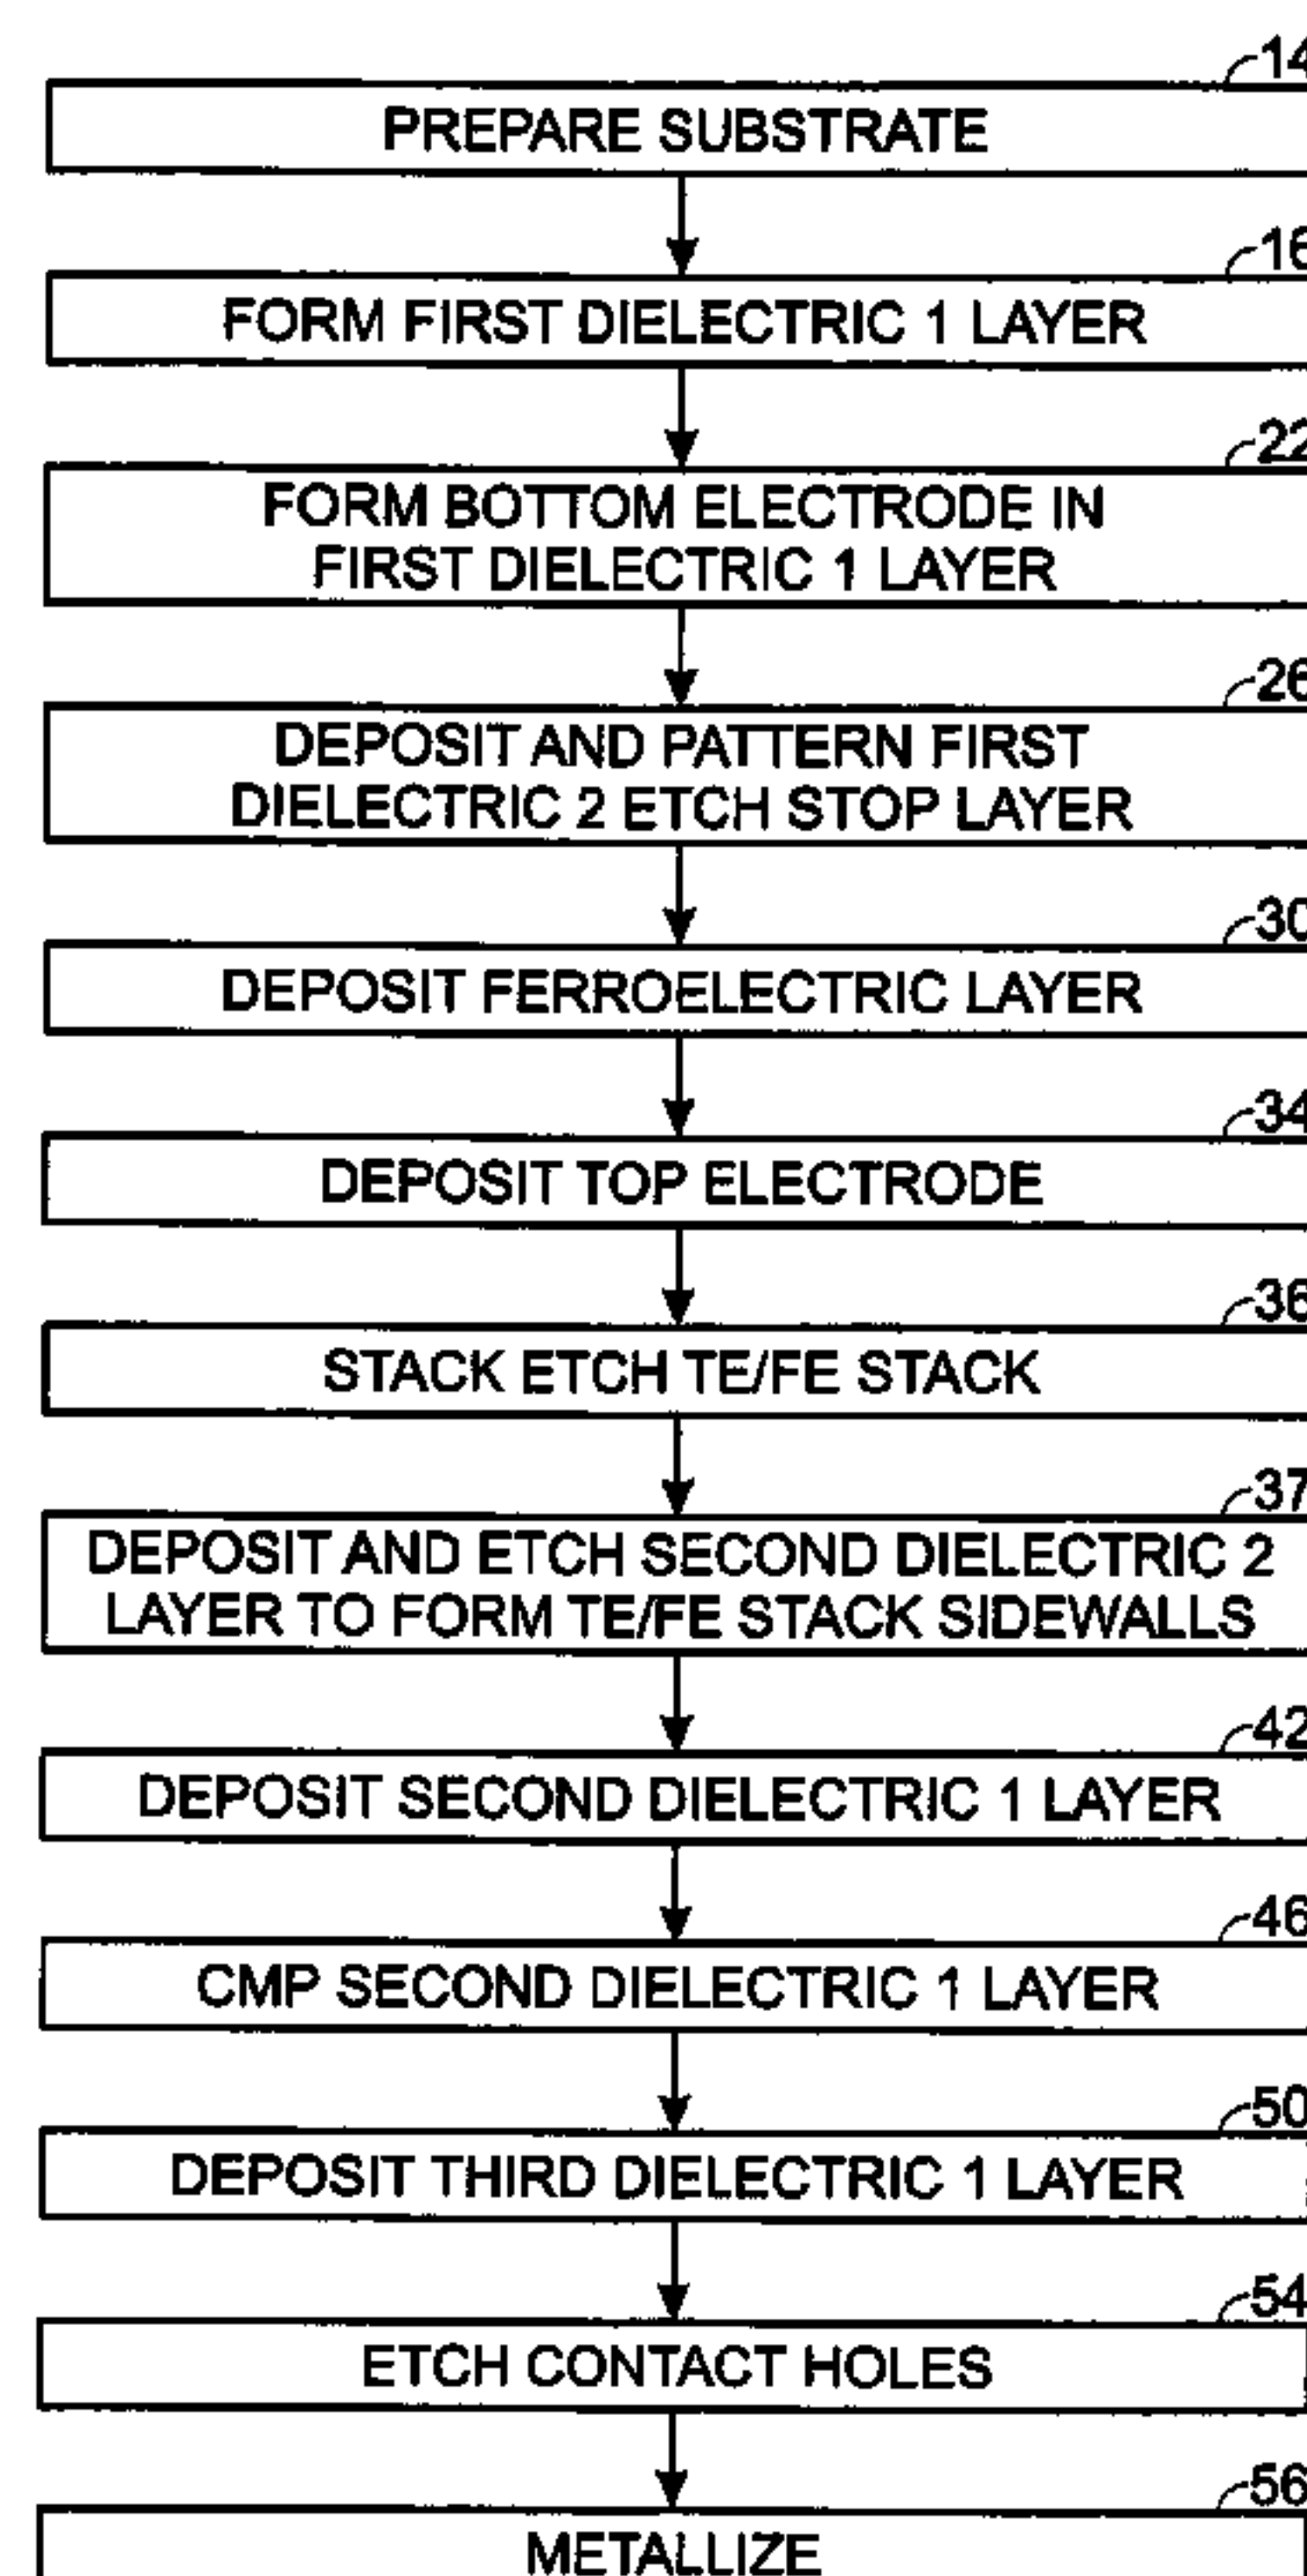 14
PREPARE SUBSTRATE
16
FORM FIRST DIELECTRIC 1 LAYER
22
FORM BOTTOM ELECTRODE IN
FIRST DIELECTRIC 1 LAYER
26
DEPOSIT AND PATTERN FIRST
DIELECTRIC 2 ETCH STOP LAYER
30
DEPOSIT FERROELECTRIC LAYER
34
DEPOSIT TOP ELECTRODE
36
STACK ETCH TE/FE STACK
37
DEPOSIT AND ETCH SECOND DIELECTRIC 2
LAYER TO FORM TE/FE STACK SIDEWALLS
42
DEPOSIT SECOND DIELECTRIC 1 LAYER
46
CMP SECOND DIELECTRIC 1 LAYER
50
DEPOSIT THIRD DIELECTRIC 1 LAYER
54
ETCH CONTACT HOLES
56
METALLIZE